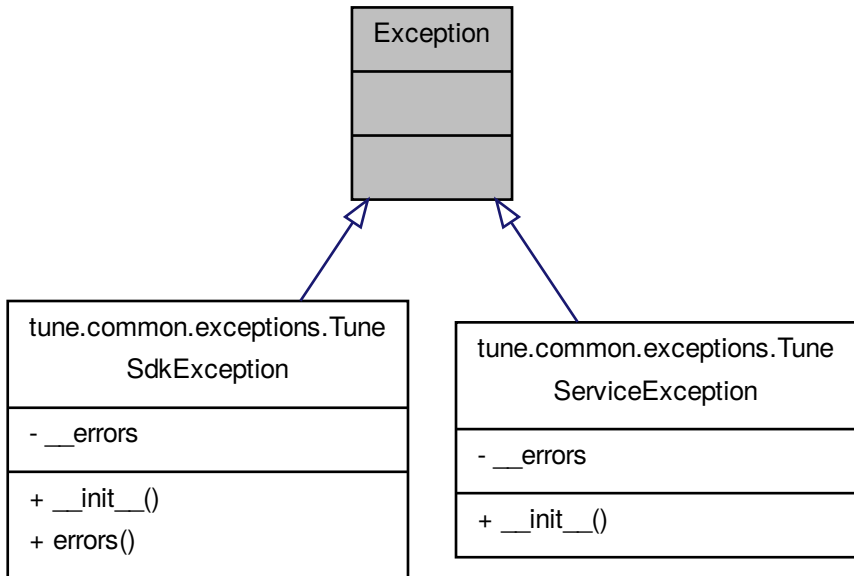 Exception
tune.common.exceptions.Tune
SdkException
- __errors
+ __init__()
+ errors()
tune.common.exceptions.Tune
ServiceException
- __errors
+ __init__()